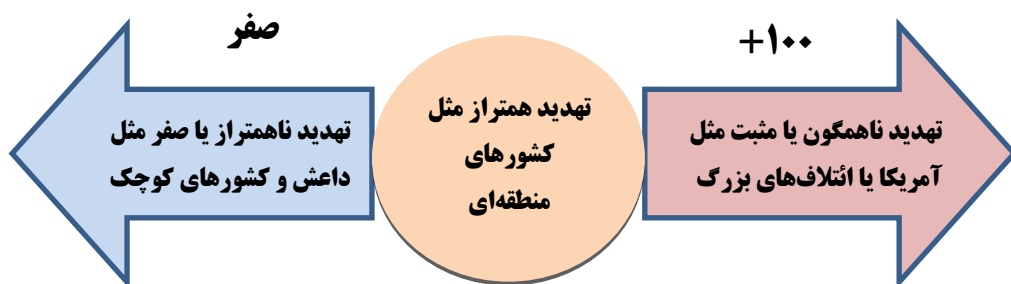 +۱۰۰
صفر
تهدید ناهمگون یا مثبت مثل
آمریکا یا ائتلاف‌های بزرگ
تهدید همتراز مثل
کشورهای
منطقه‌ای
تهدید ناهمتراز یا صفر مثل
داعش و کشورهای کوچک